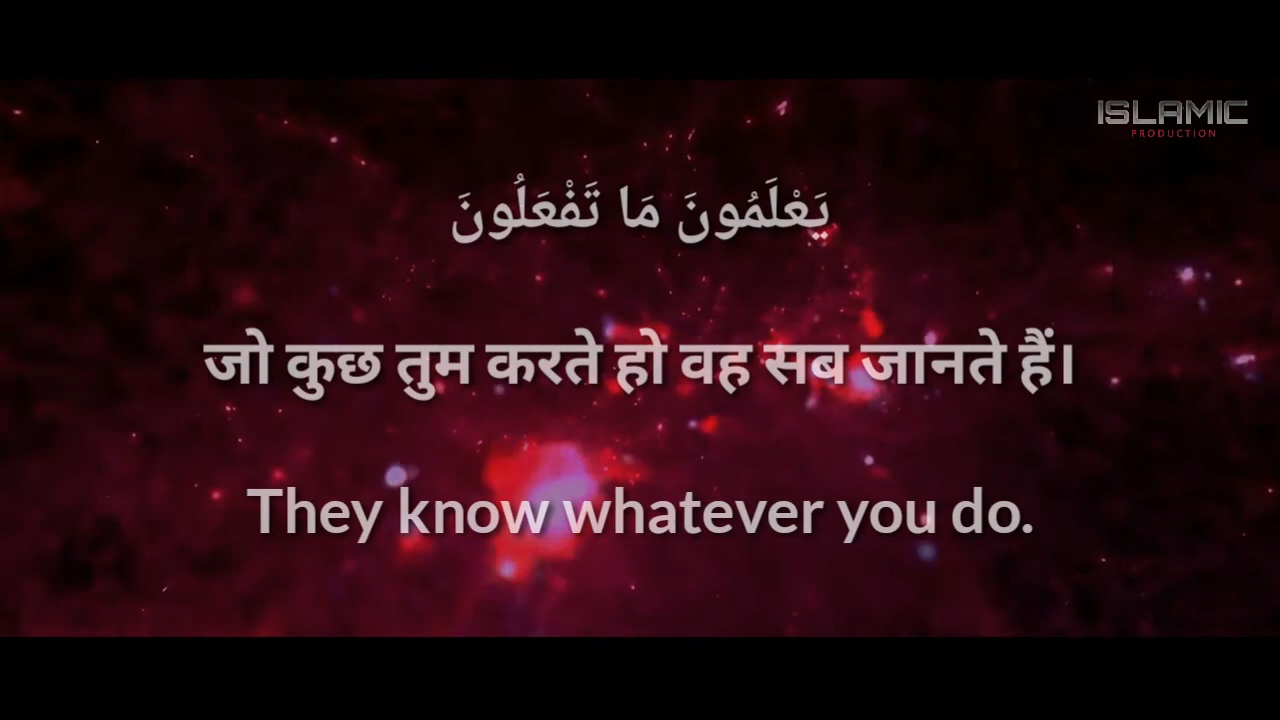 ISLAMIC
PRODUCTION
يَعْلَمُونَ مَا تَفْعَلُونَ
जो कुछ तुम करते हो वह सब जानते हैं।
They know whatever you do.